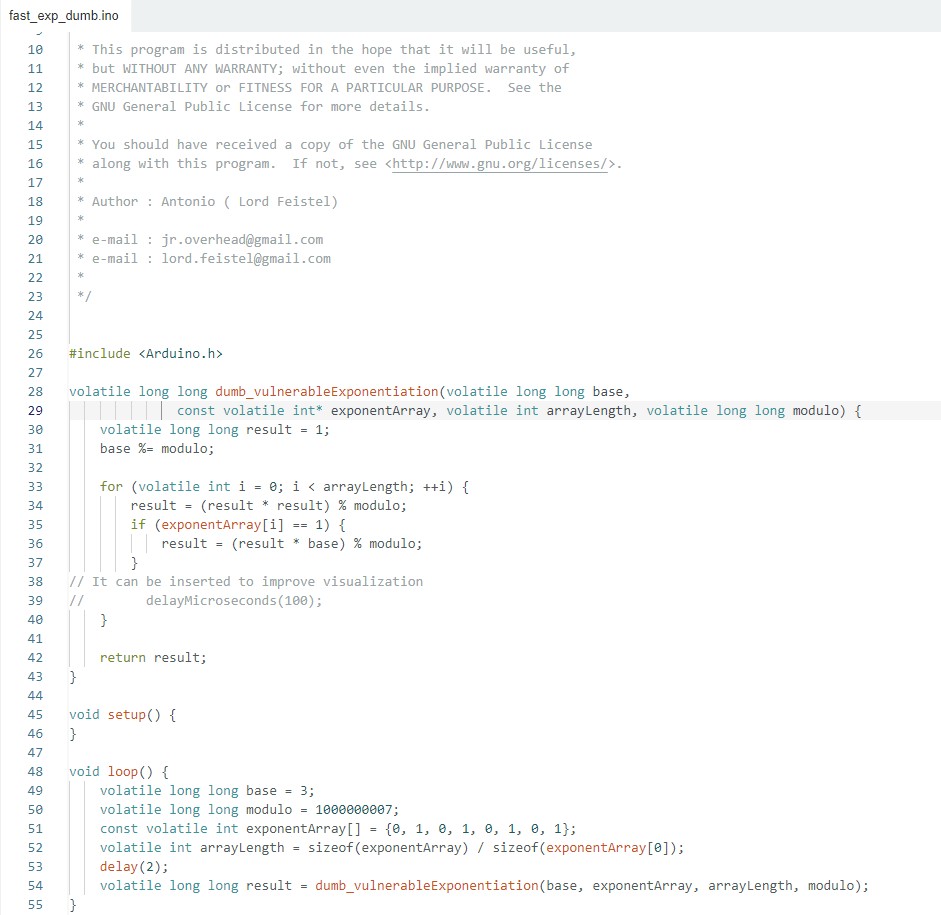 fast_exp_dumb.ino
9
10 * This program is distributed in the hope that it will be useful,
11 * but WITHOUT ANY WARRANTY; without even the implied warranty of
12 * MERCHANTABILITY or FITNESS FOR A PARTICULAR PURPOSE.  See the
13 * GNU General Public License for more details.
14 *
15 * You should have received a copy of the GNU General Public License
16 * along with this program.  If not, see <http://www.gnu.org/licenses/>.
17 *
18 * Author : Antonio ( Lord Feistel)
19 *
20 * e-mail : jr.overhead@gmail.com
21 * e-mail : lord.feistel@gmail.com
22 *
23 */
24
25
26 #include <Arduino.h>
27
28 volatile long long dumb_vulnerableExponentiation(volatile long long base,
29               const volatile int* exponentArray, volatile int arrayLength, volatile long long modulo) {
30     volatile long long result = 1;
31     base %= modulo;
32
33     for (volatile int i = 0; i < arrayLength; ++i) {
34         result = (result * result) % modulo;
35         if (exponentArray[i] == 1) {
36             result = (result * base) % modulo;
37         }
38 // It can be inserted to improve visualization
39 //        delayMicroseconds(100);
40     }
41
42     return result;
43 }
44
45 void setup() {
46 }
47
48 void loop() {
49     volatile long long base = 3;
50     volatile long long modulo = 1000000007;
51     const volatile int exponentArray[] = {0, 1, 0, 1, 0, 1, 0, 1};
52     volatile int arrayLength = sizeof(exponentArray) / sizeof(exponentArray[0]);
53     delay(2);
54     volatile long long result = dumb_vulnerableExponentiation(base, exponentArray, arrayLength, modulo);
55 }